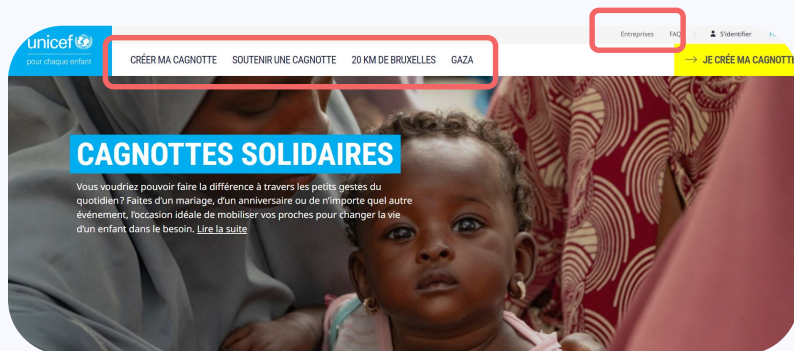 unicef
pour chaque enfant
Entreprises FAQ S'identifier
CRÉER MA CAGNOTTE SOUTENIR UNE CAGNOTTE 20 KM DE BRUXELLES GAZA
→ JE CRÉE MA CAGNOTTE
CAGNOTTES SOLIDAIRES
Vous voudriez pouvoir faire la différence à travers les petits gestes du
quotidien ? Faites d'un mariage, d'un anniversaire ou de n'importe quel autre
événement, l'occasion idéale de mobiliser vos proches pour changer la vie
d'un enfant dans le besoin. Lire la suite